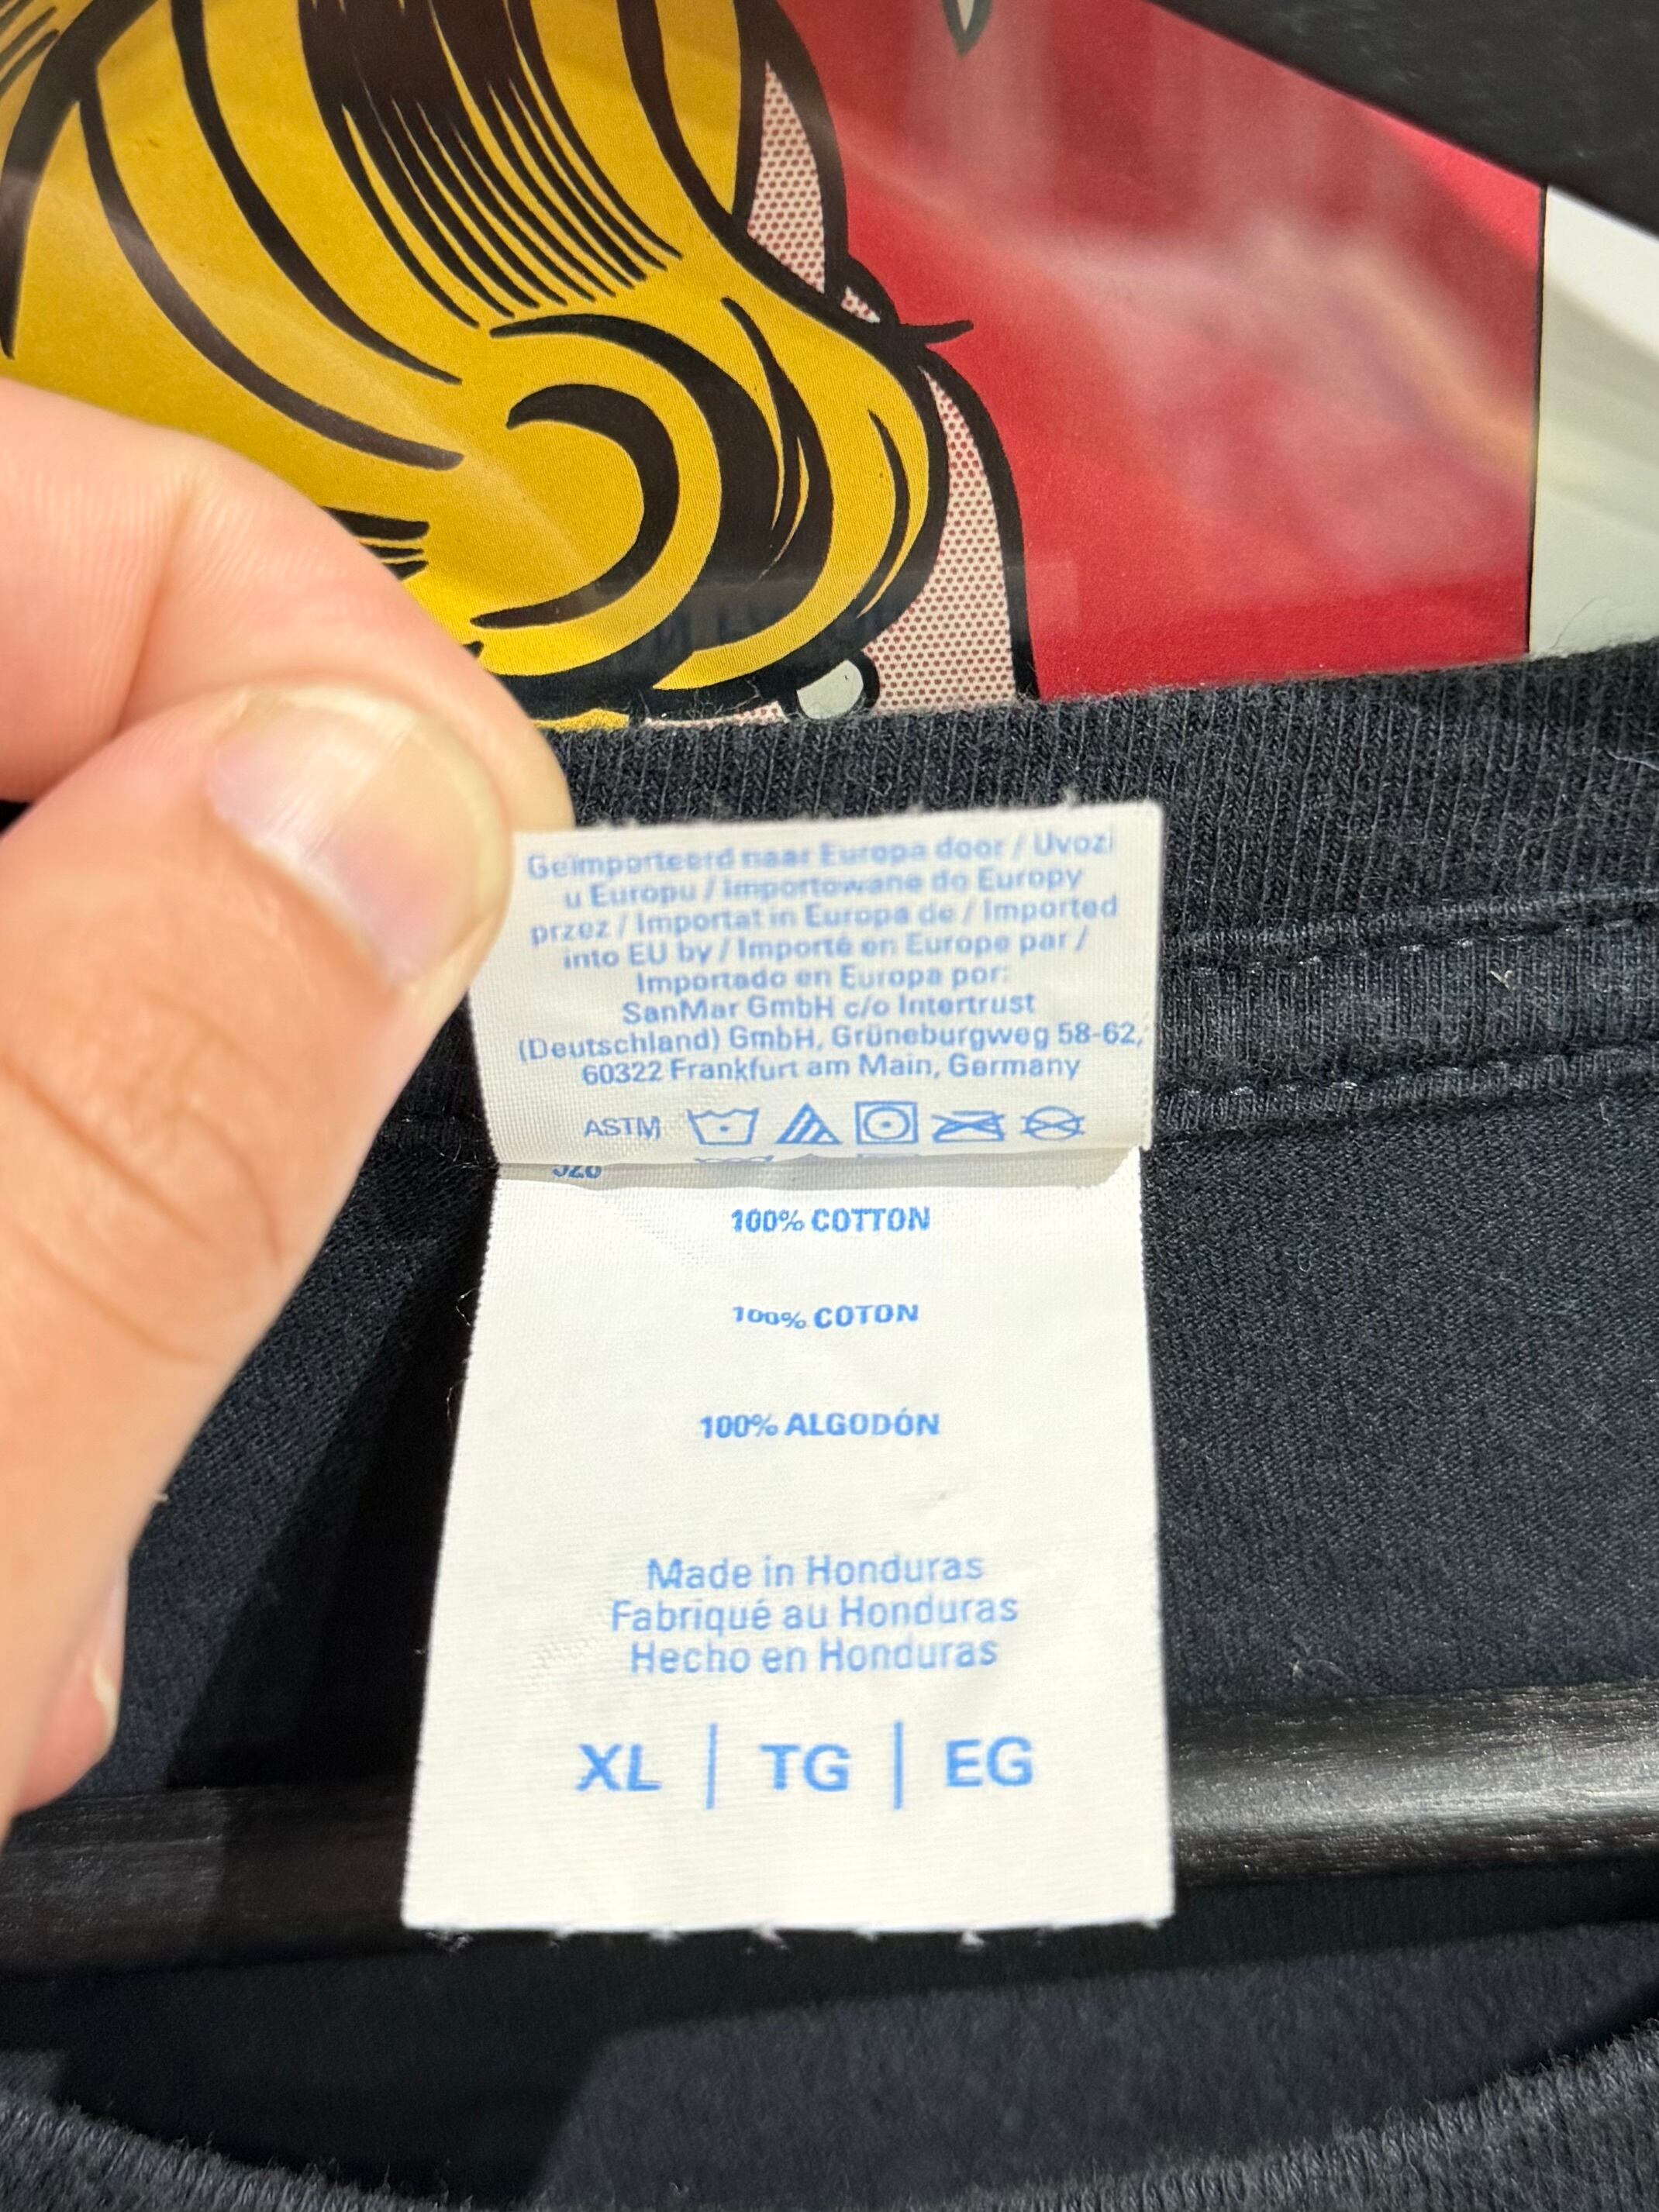 Geïmporteerd naar Europa door / Uvozi
u Europu / Importowane do Europy
przez / Importat in Europa de / Imported
into EU by / Importé en Europe par /
Importado en Europa por:
SanMar GmbH c/o Intertrust
(Deutschland) GmbH, Grüneburgweg 58-62,
60322 Frankfurt am Main, Germany
ASTM
100% COTTON
100% COTON
100% ALGODÓN
Made in Honduras
Fabriqué au Honduras
Hecho en Honduras
XL | TG | EG